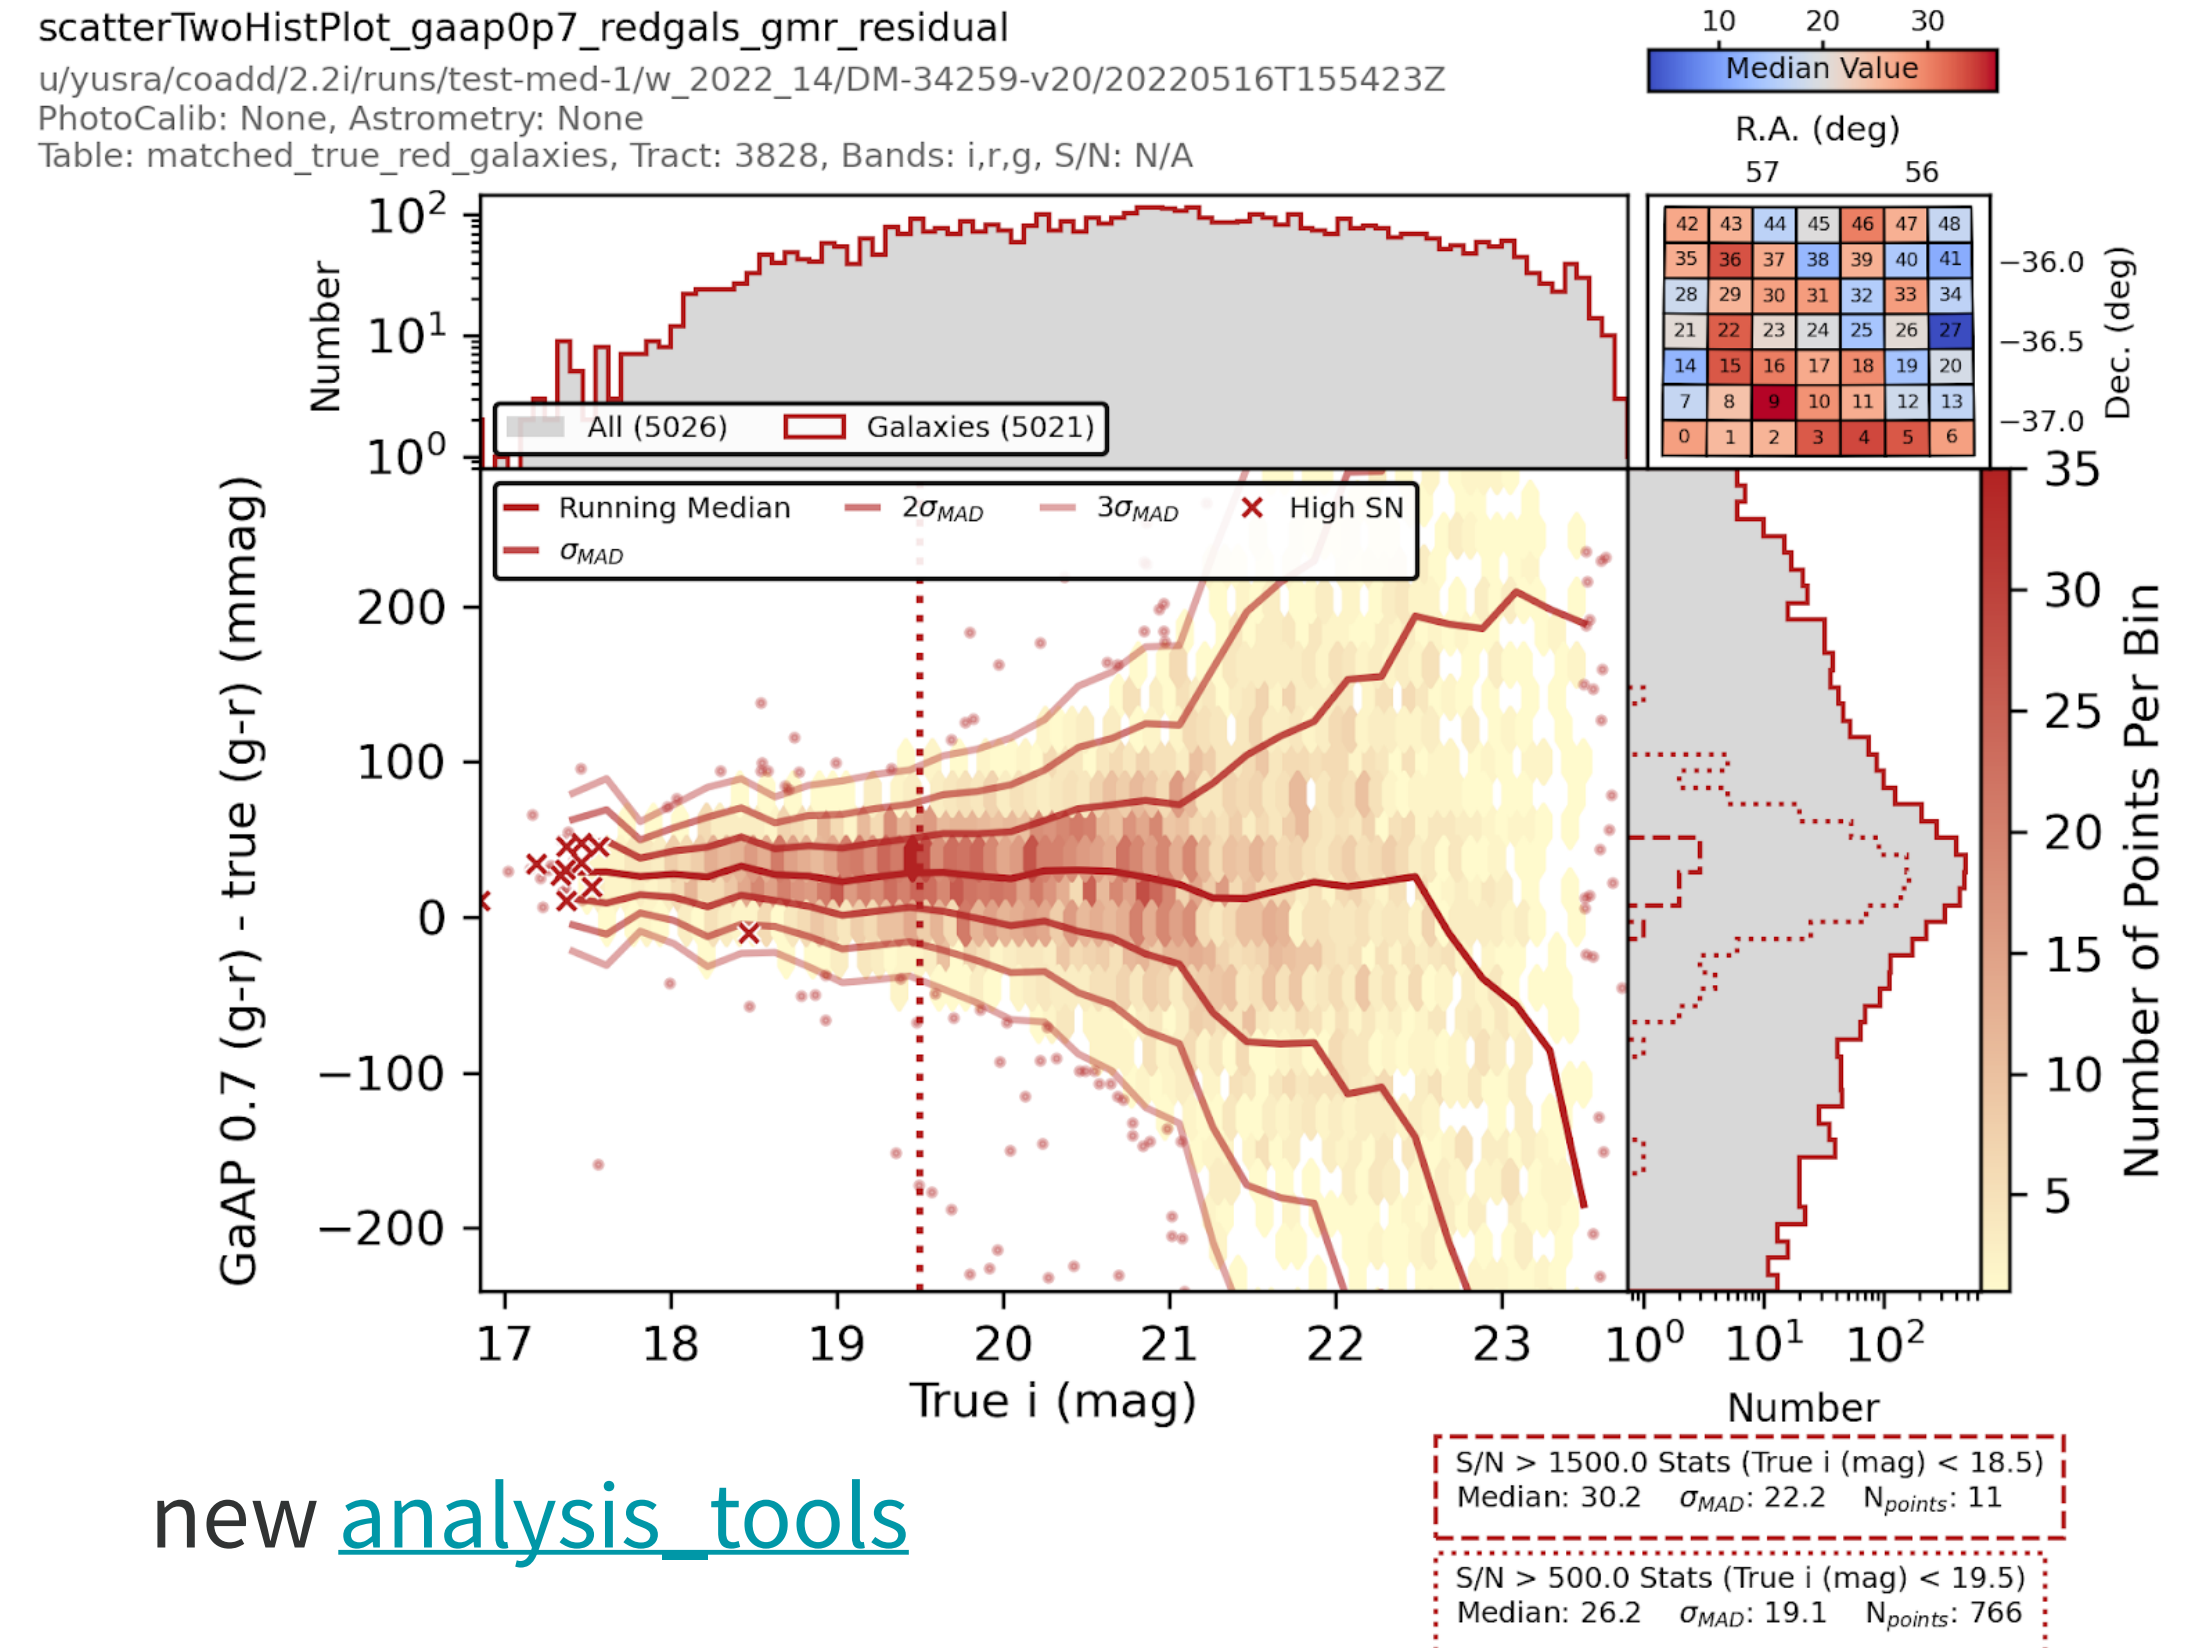 scatterTwoHistPlot_gaap0p7_redgals_gmr_residual
u/yusra/coadd/2.2i/runs/test-med-1/w_2022_14/DM-34259-v20/20220516T155423Z
PhotoCalib: None, Astrometry: None
Table: matched_true_red_galaxies, Tract: 3828, Bands: i,r,g, S/N: N/A
10 20 30
Median Value
R.A. (deg)
57 56
42 43 44 45 46 47 48
35 36 37 38 39 40 41
28 29 30 31 32 33 34
21 22 23 24 25 26 27
14 15 16 17 18 19 20
7 8 9 10 11 12 13
0 1 2 3 4 5 6
−36.0
−36.5
−37.0
Dec. (deg)
Number
10²
10¹
10⁰
All (5026) Galaxies (5021)
Running Median 2σMAD 3σMAD High SN
σMAD
GaAP 0.7 (g-r) - true (g-r) (mmag)
200
100
0
−100
−200
17 18 19 20 21 22 23
True i (mag)
10⁰ 10¹ 10²
Number
35
30
25
20
15
10
5
Number of Points Per Bin
S/N > 1500.0 Stats (True i (mag) < 18.5)
Median: 30.2 σMAD: 22.2 Npoints: 11
S/N > 500.0 Stats (True i (mag) < 19.5)
Median: 26.2 σMAD: 19.1 Npoints: 766
new analysis_tools